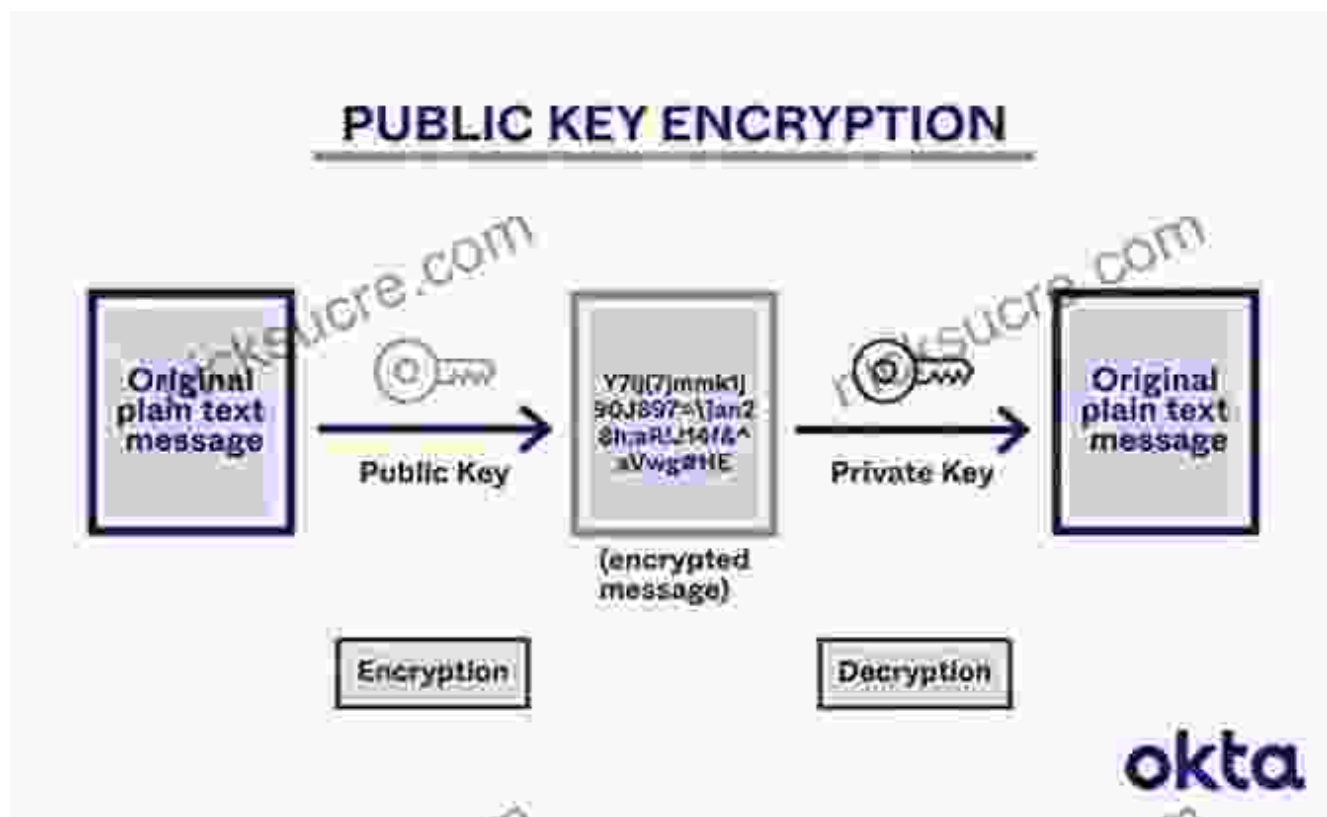 PUBLIC KEY ENCRYPTION
Original
plain text
message
Public Key
(encrypted
message)
Private Key
Original
plain text
message
Encryption
Decryption
okta